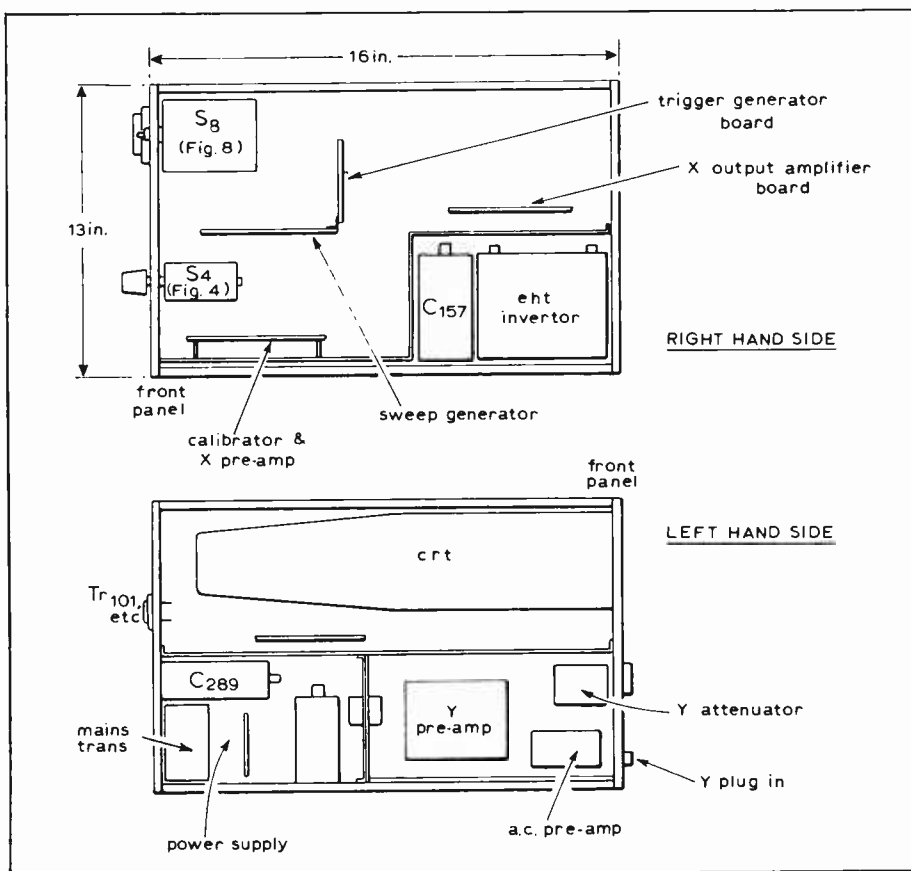 16in.
trigger generator
board
S8
(Fig. 8)
X output amplifier
board
13in.
S4
(Fig. 4)
C157
eht
invertor
RIGHT HAND SIDE
front
panel
sweep generator
calibrator &
X pre-amp
front
panel
LEFT HAND SIDE
crt
Tr101,
etc
C289
Y
pre-amp
Y attenuator
mains
trans
Y plug in
a.c. pre-amp
power supply